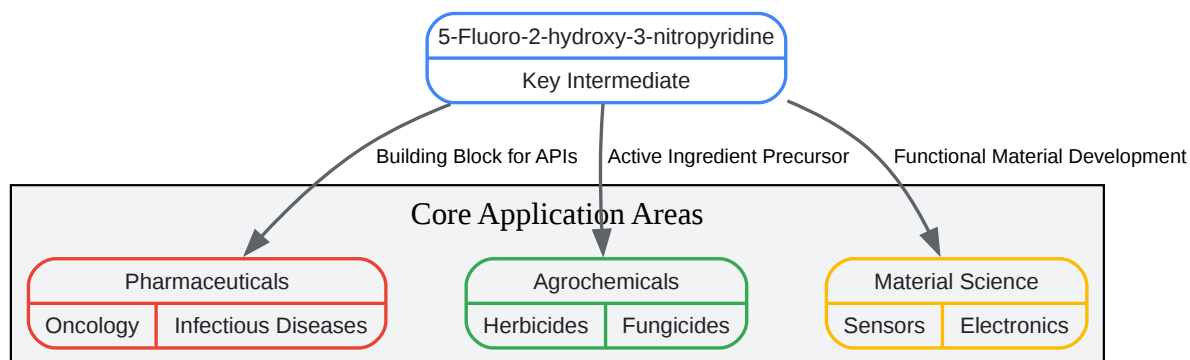 5-Fluoro-2-hydroxy-3-nitropyridine
Key Intermediate
Building Block for APIs
Active Ingredient Precursor
Functional Material Development
Core Application Areas
Pharmaceuticals
Oncology
Infectious Diseases
Agrochemicals
Herbicides
Fungicides
Material Science
Sensors
Electronics